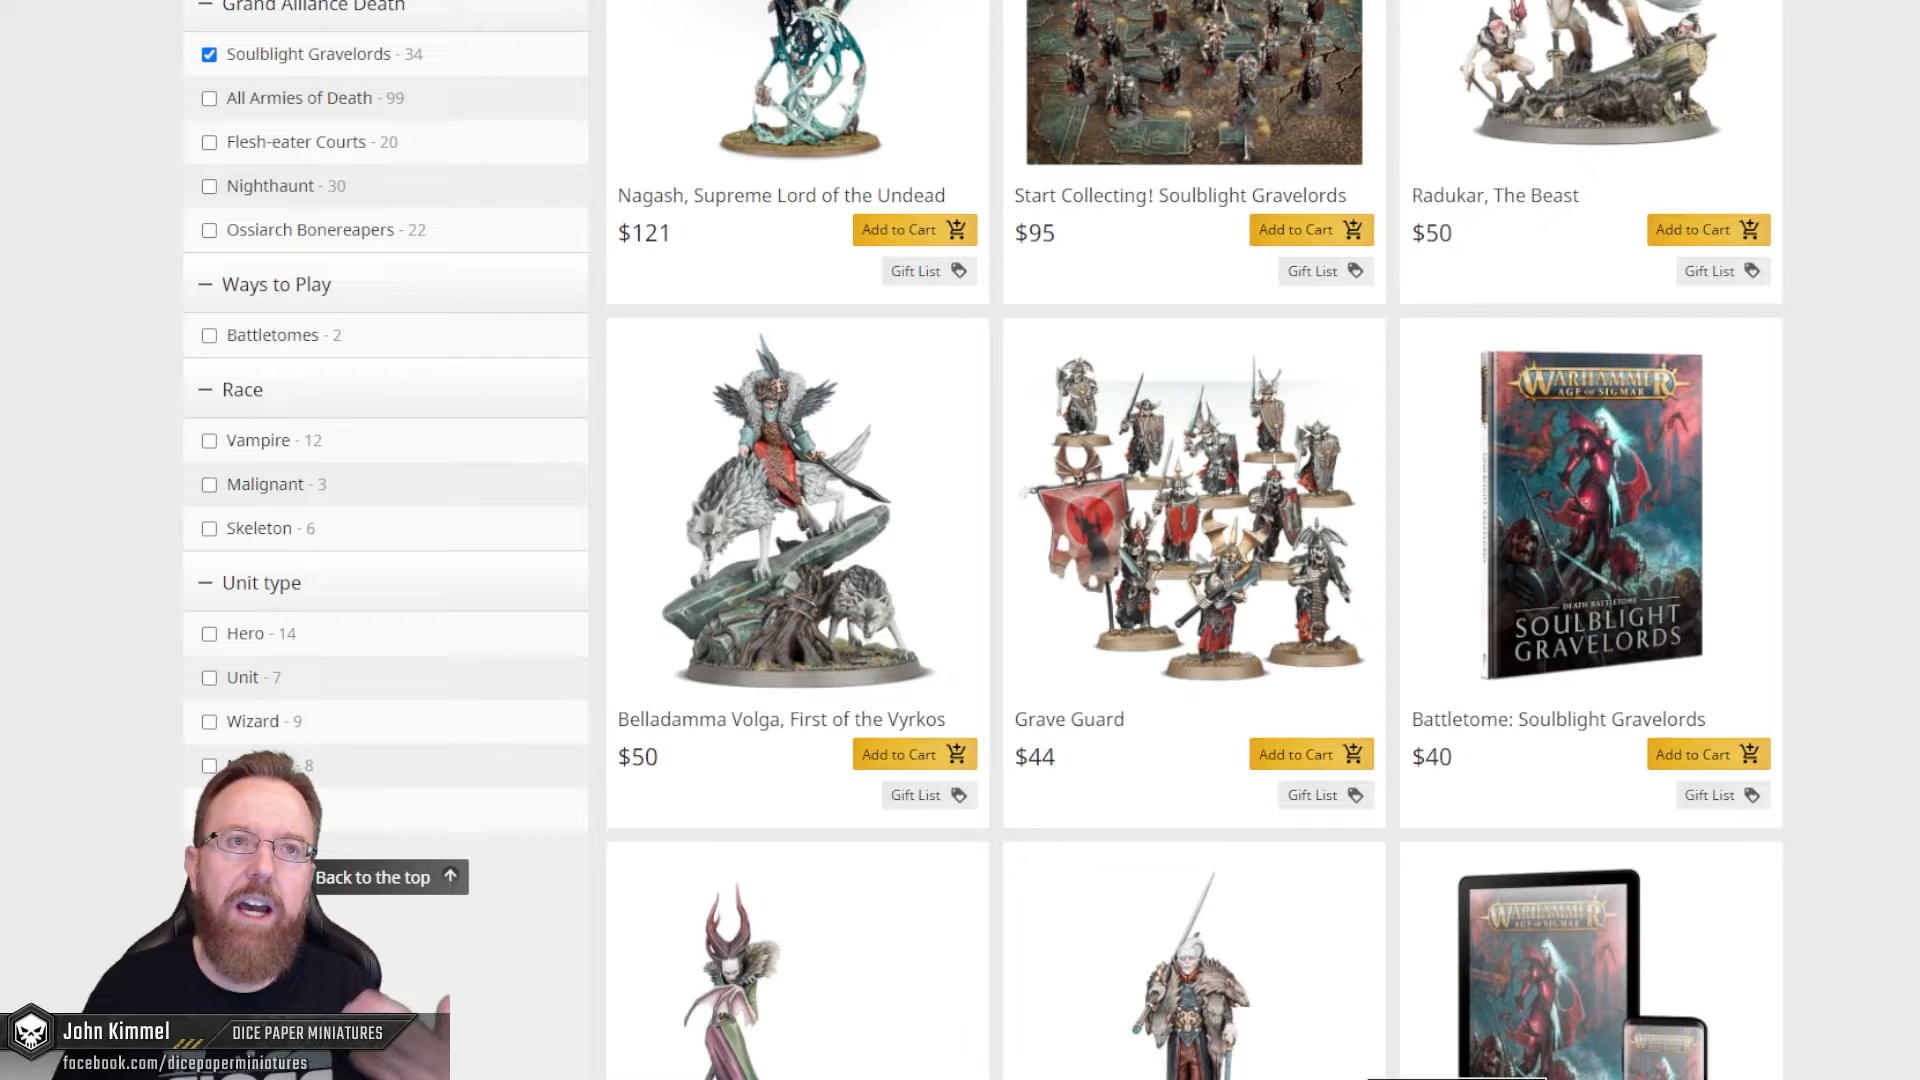 Grand Alliance Death
Soulblight Gravelords - 34
All Armies of Death - 99
Flesh-eater Courts - 20
Nighthaunt - 30
Ossiarch Bonereapers - 22
Ways to Play
Battletomes - 2
Race
Vampire - 12
Malignant - 3
Skeleton - 6
Unit type
Hero - 14
Unit - 7
Wizard - 9
- 8
Back to the top
Nagash, Supreme Lord of the Undead
$121
Add to Cart
Gift List
Start Collecting! Soulblight Gravelords
$95
Add to Cart
Gift List
Radukar, The Beast
$50
Add to Cart
Gift List
Belladamma Volga, First of the Vyrkos
$50
Add to Cart
Gift List
Grave Guard
$44
Add to Cart
Gift List
WARHAMMER
AGE OF SIGMAR
DEATH BATTLETOME
SOULBLIGHT
GRAVELORDS
Battletome: Soulblight Gravelords
$40
Add to Cart
Gift List
WARHAMMER
AGE OF SIGMAR
WARHAMMER
John Kimmel
DICE PAPER MINIATURES
facebook.com/dicepaperminiatures